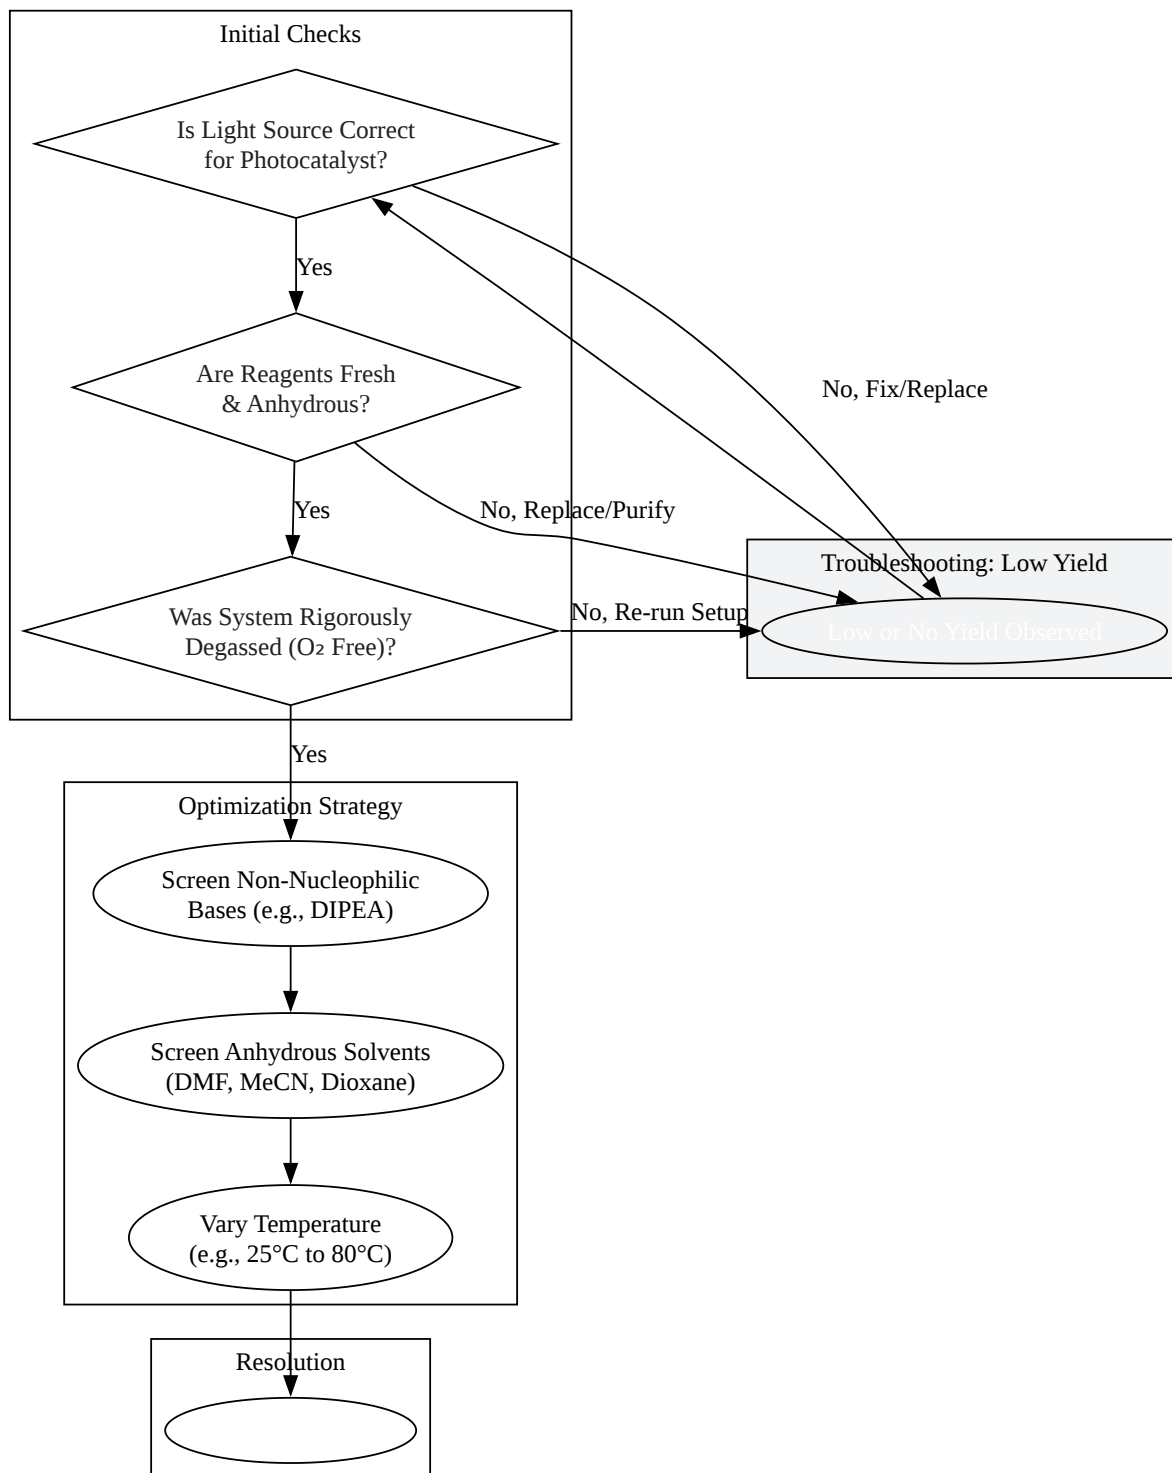 Initial Checks
Is Light Source Correct
for Photocatalyst?
Yes
Are Reagents Fresh
& Anhydrous?
No, Fix/Replace
Yes
No, Replace/Purify
Troubleshooting: Low Yield
Was System Rigorously
Degassed (O₂ Free)?
No, Re-run Setup
Low or No Yield Observed
Yes
Optimization Strategy
Screen Non-Nucleophilic
Bases (e.g., DIPEA)
Screen Anhydrous Solvents
(DMF, MeCN, Dioxane)
Vary Temperature
(e.g., 25°C to 80°C)
Resolution